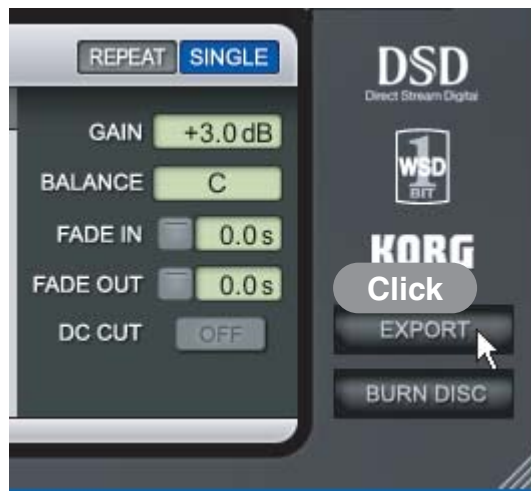 REPEAT SINGLE
GAIN +3.0 dB
BALANCE C
FADE IN 0.0 s
FADE OUT 0.0 s
DC CUT OFF
DSD
Direct Stream Digital
1
WSD
BIT
KORG
Click
EXPORT
BURN DISC